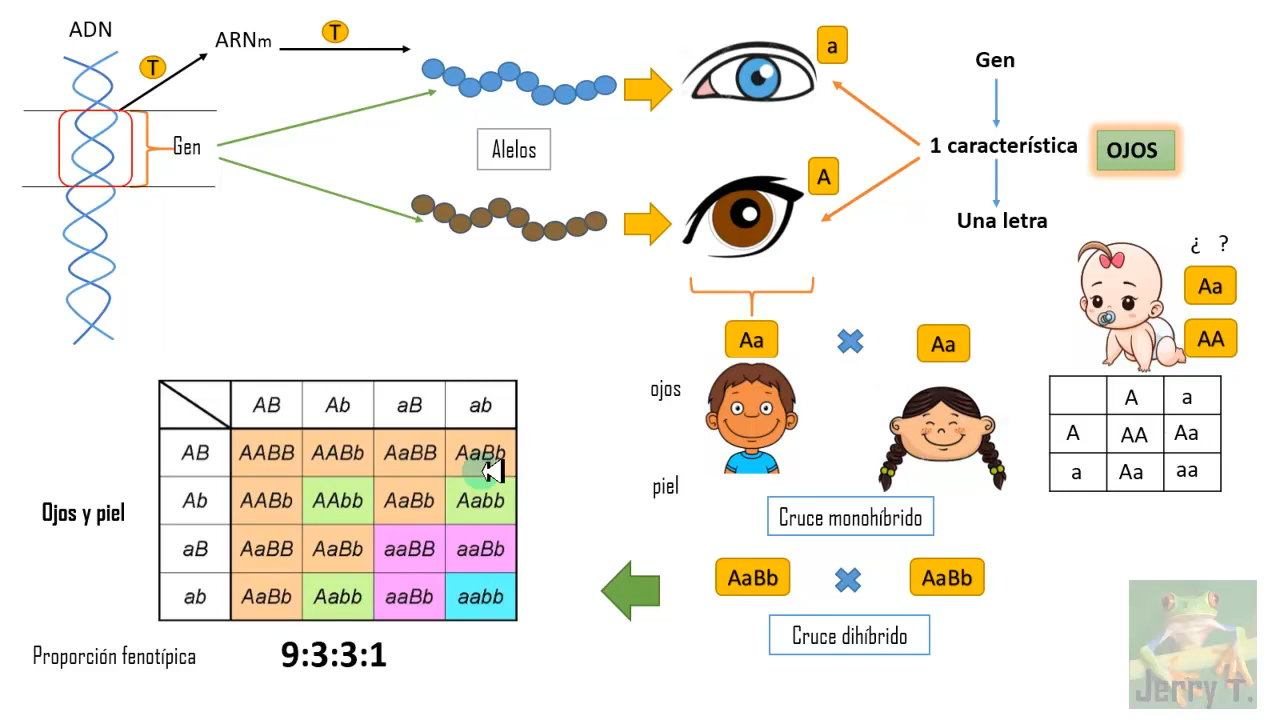 ADN
T
ARNm
T
Gen
Alelos
a
A
Gen
1 característica
OJOS
Una letra
¿ ?
Aa
AA
Aa
Aa
ojos
piel
A a
A AA Aa
a Aa aa
Cruce monohíbrido
AaBb
AaBb
Cruce dihíbrido
Ojos y piel
AB Ab aB ab
AB AABB AABb AaBB AaBb
Ab AABb AAbb AaBb Aabb
aB AaBB AaBb aaBB aaBb
ab AaBb Aabb aaBb aabb
Proporción fenotípica
9:3:3:1
Jerry T.